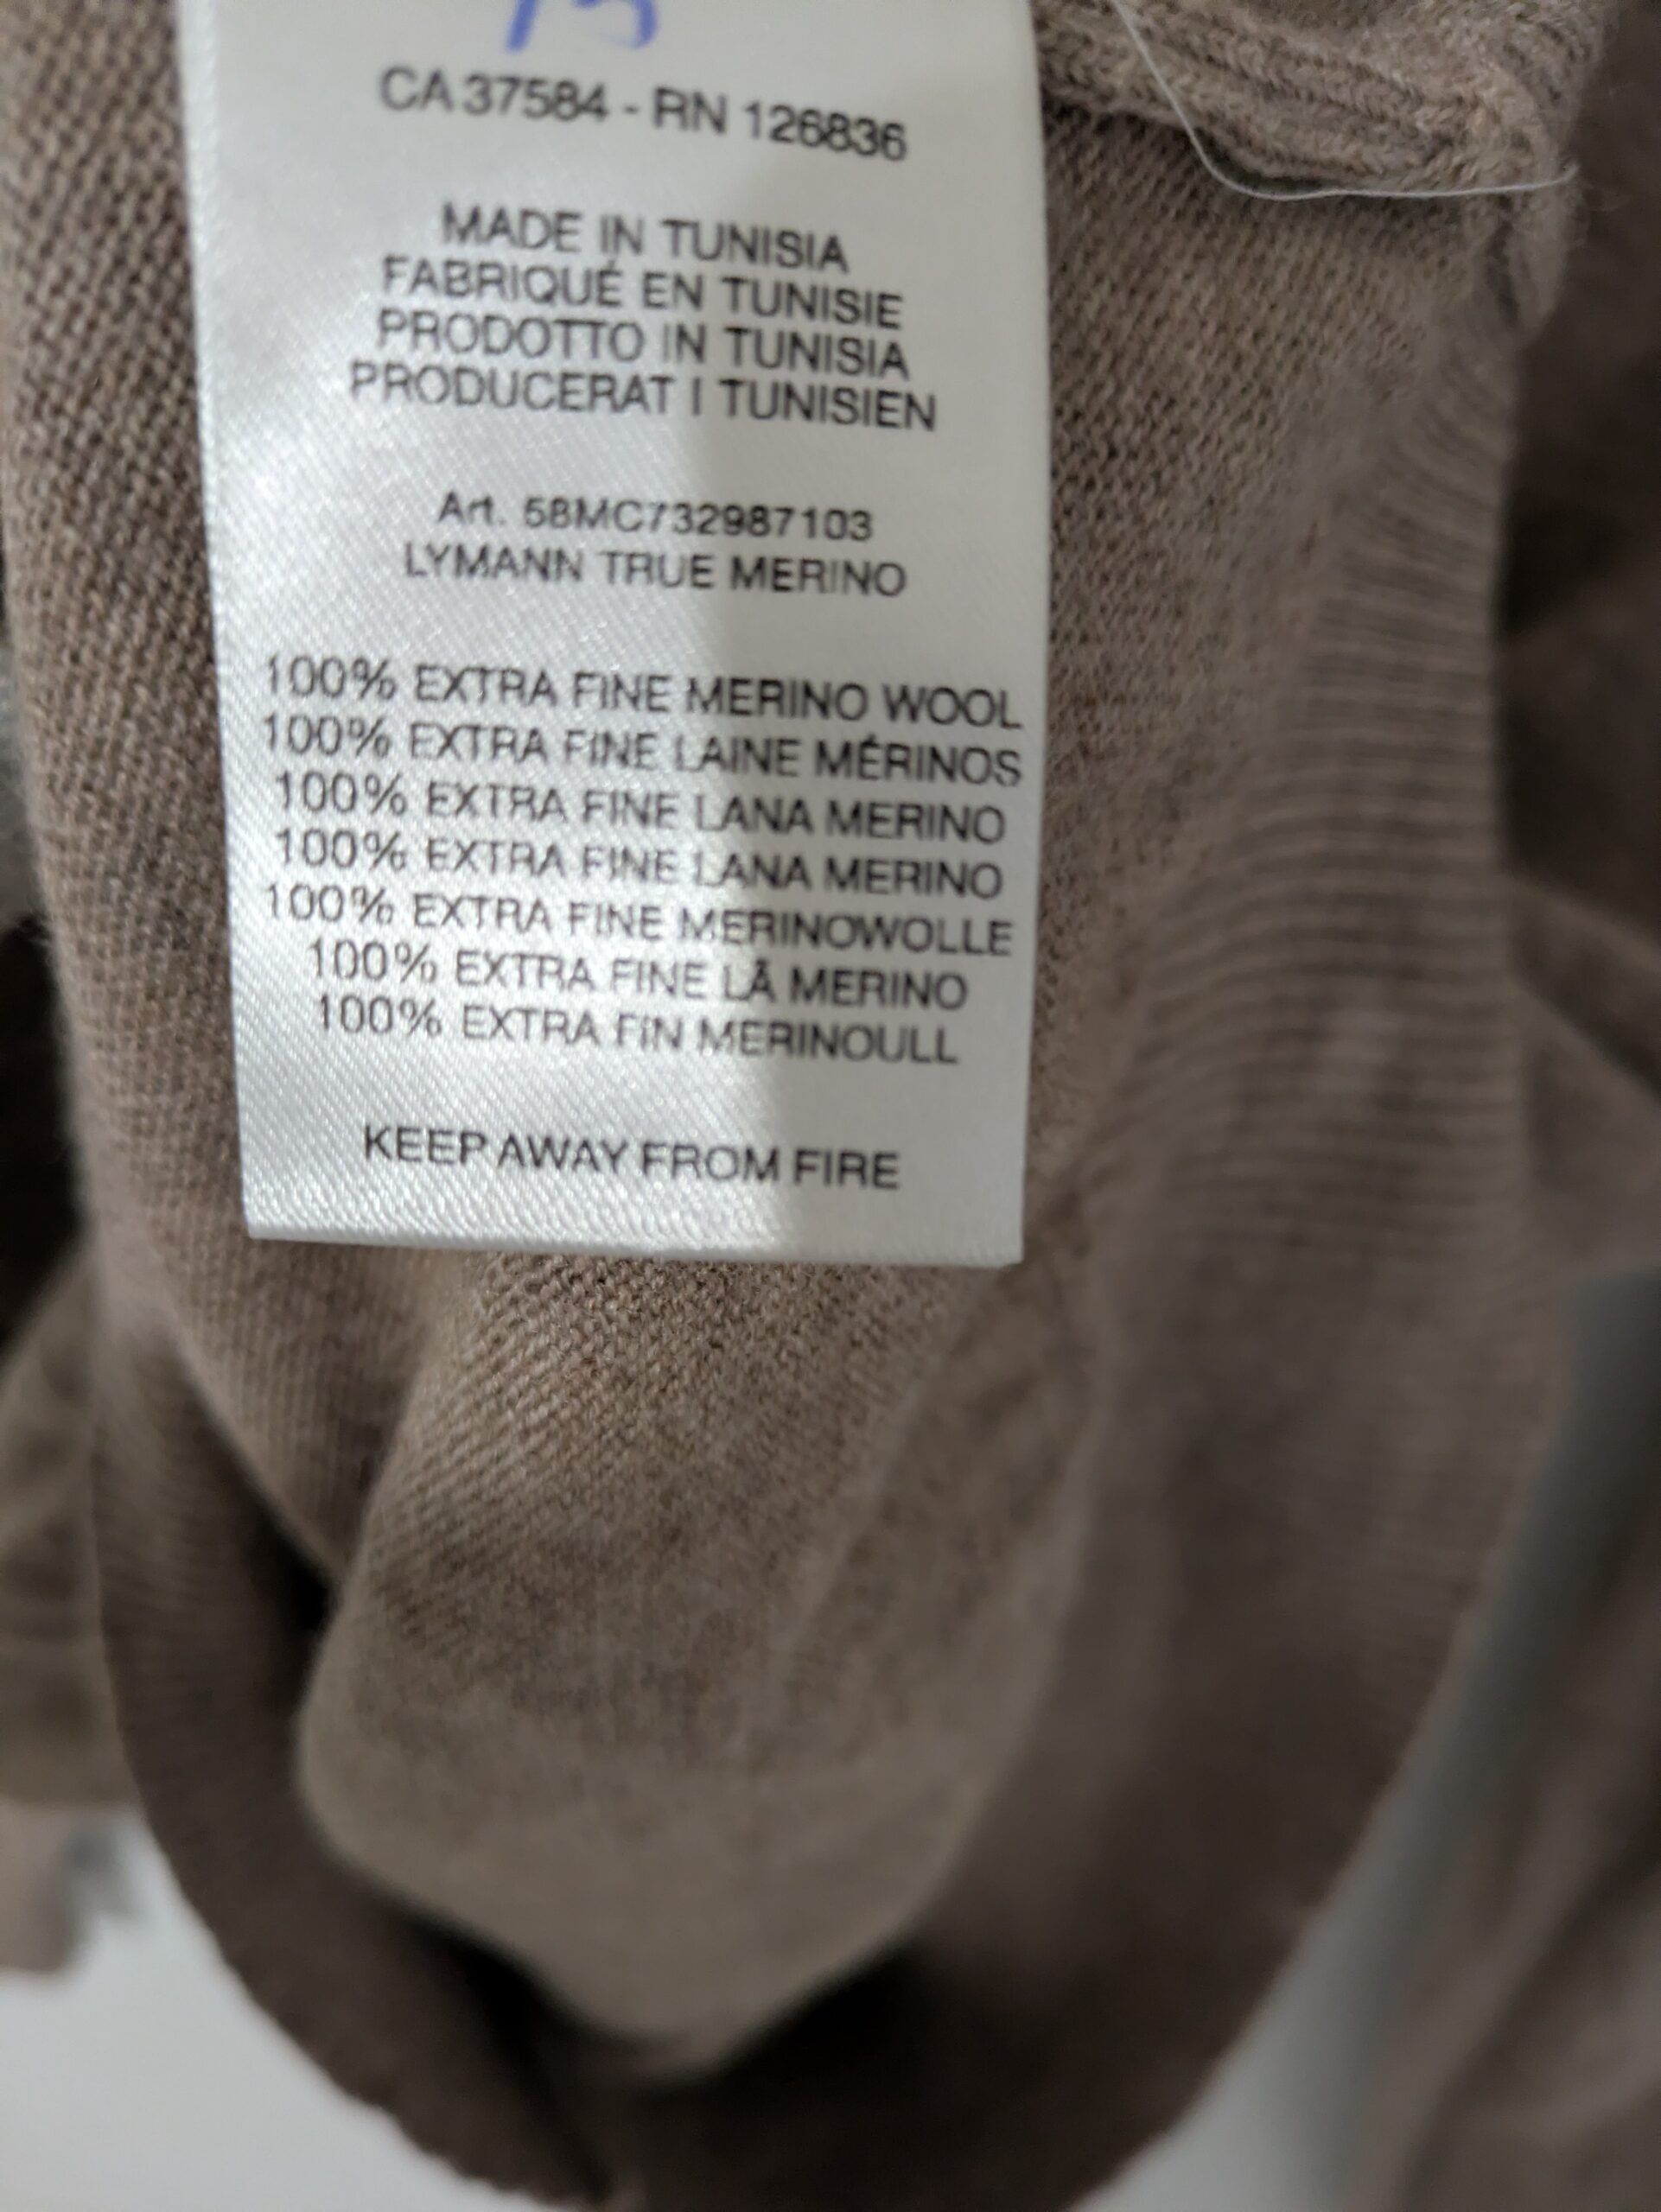 CA 37584 - RN 126836
MADE IN TUNISIA
FABRIQUÉ EN TUNISIE
PRODOTTO IN TUNISIA
PRODUCERAT I TUNISIEN
Art. 58MC732987103
LYMANN TRUE MERINO
100% EXTRA FINE MERINO WOOL
100% EXTRA FINE LAINE MÉRINOS
100% EXTRA FINE LANA MERINO
100% EXTRA FINE LANA MERINO
100% EXTRA FINE MERINOWOLLE
100% EXTRA FINE LÃ MERINO
100% EXTRA FIN MERINOULL
KEEP AWAY FROM FIRE